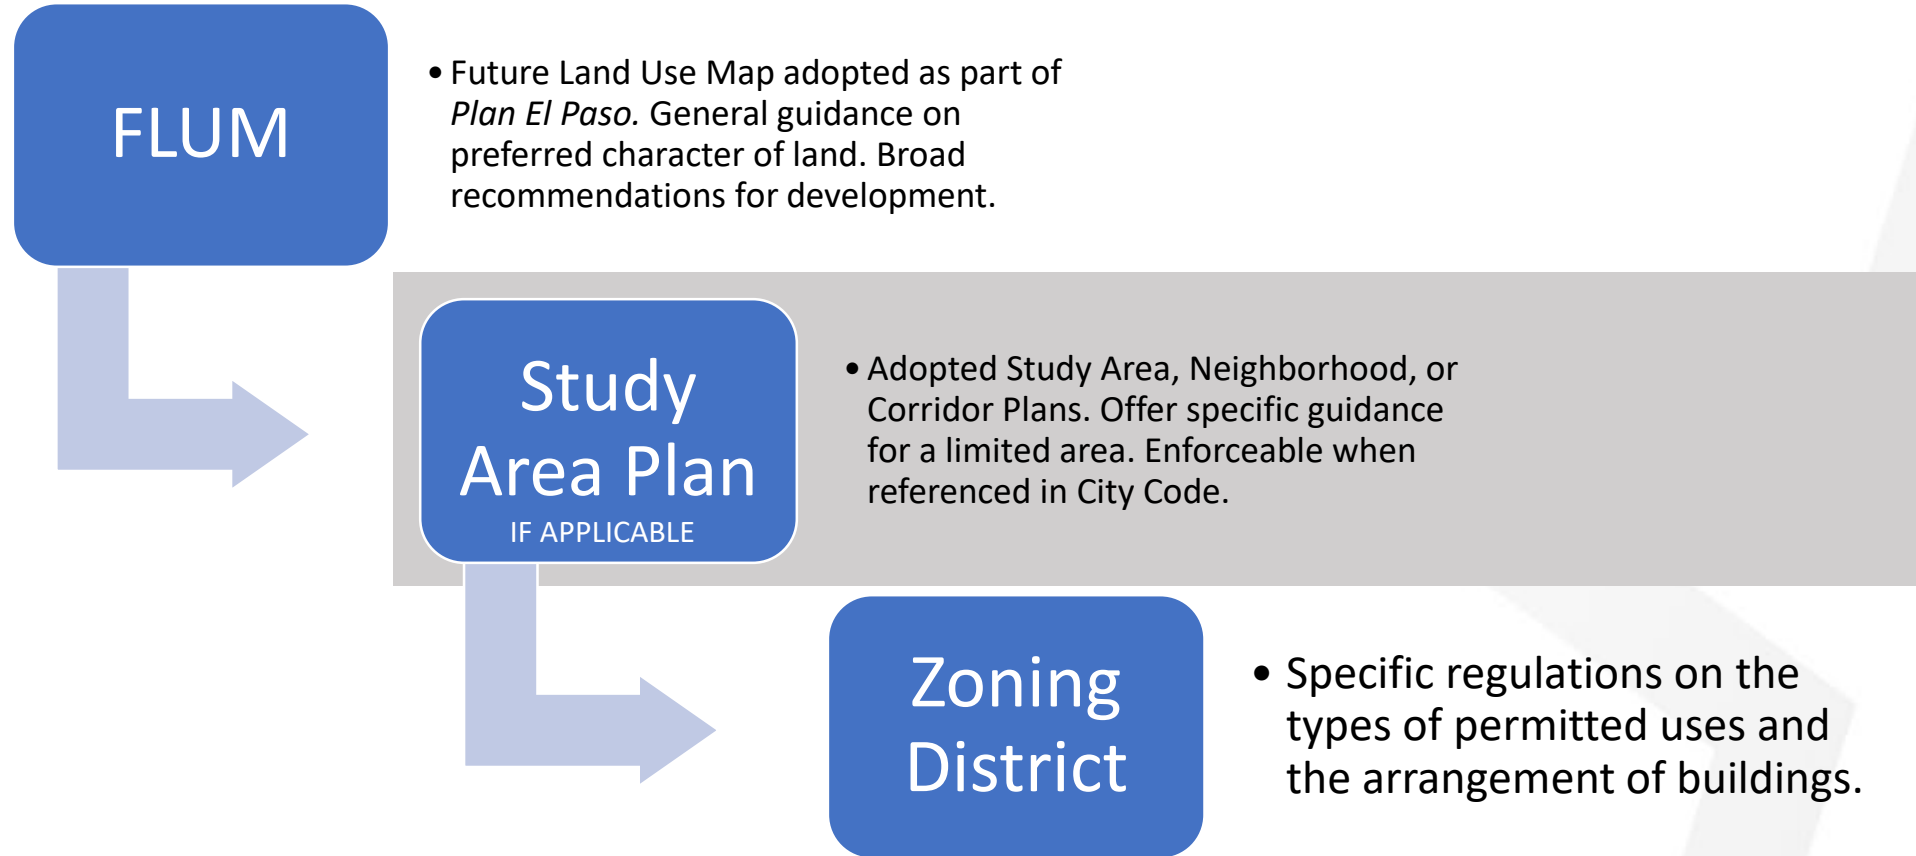 FLUM
• Future Land Use Map adopted as part of
Plan El Paso. General guidance on
preferred character of land. Broad
recommendations for development.
Study
Area Plan
IF APPLICABLE
• Adopted Study Area, Neighborhood, or
Corridor Plans. Offer specific guidance
for a limited area. Enforceable when
referenced in City Code.
Zoning
District
• Specific regulations on the
types of permitted uses and
the arrangement of buildings.